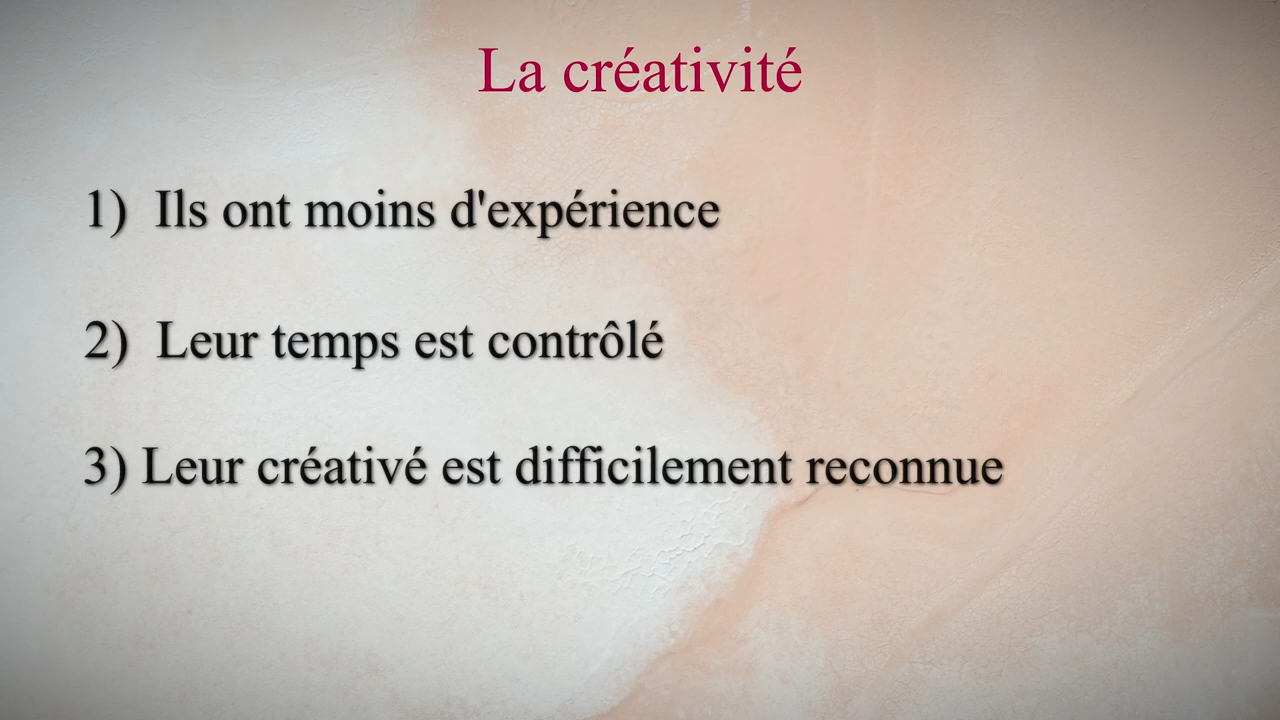 La créativité
1) Ils ont moins d'expérience
2) Leur temps est contrôlé
3) Leur créativé est difficilement reconnue